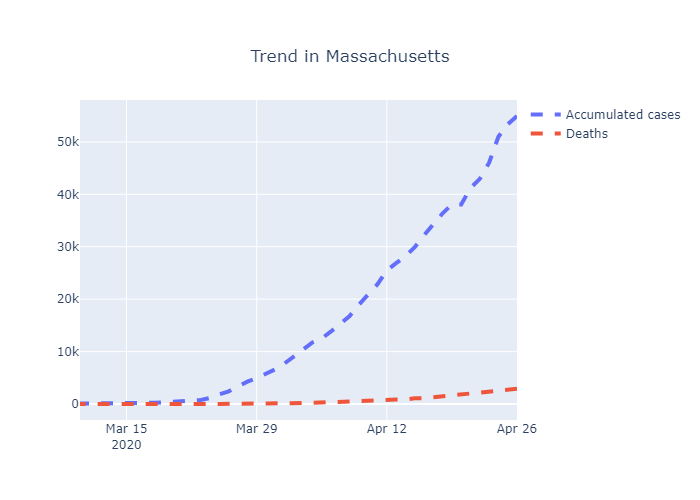 Trend in Massachusetts
Accumulated cases
Deaths
50k
40k
30k
20k
10k
0
Mar 15
2020
Mar 29
Apr 12
Apr 26